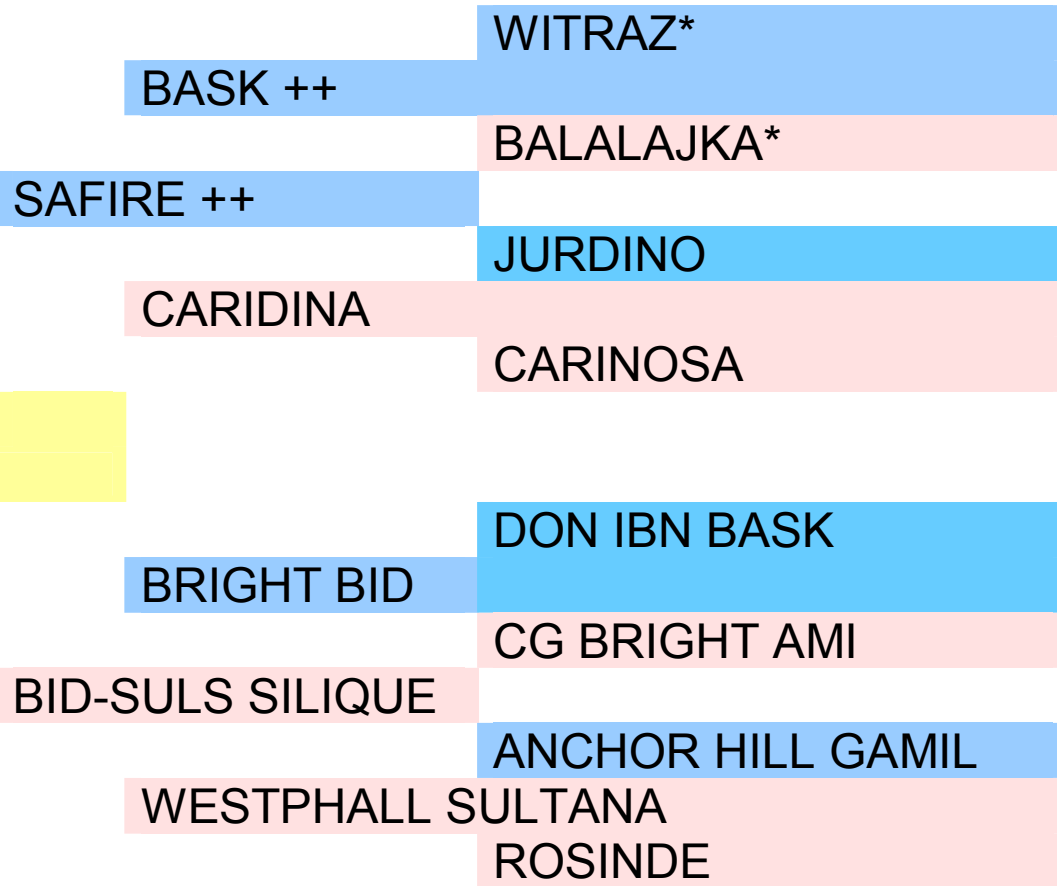 WITRAZ*
BASK ++
BALALAJKA*
SAFIRE ++
JURDINO
CARIDINA
CARINOSA
DON IBN BASK
BRIGHT BID
CG BRIGHT AMI
BID-SULS SILIQUE
ANCHOR HILL GAMIL
WESTPHALL SULTANA
ROSINDE